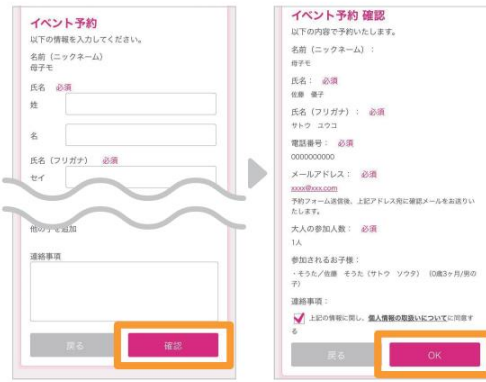 イベント予約
以下の情報を入力してください。
名前（ニックネーム）
母子モ
氏名 必須
姓
名
氏名（フリガナ） 必須
セイ
他の子を追加
連絡事項
戻る
確認
イベント予約 確認
以下の内容で予約いたします。
名前（ニックネーム）：
母子モ
氏名： 必須
佐藤 優子
氏名（フリガナ）： 必須
サトウ ユウコ
電話番号： 必須
0000000000
メールアドレス： 必須
xxxx@xxx.com
予約フォーム送信後、上記アドレス宛に確認メールをお送りい
たします。
大人の参加人数： 必須
1人
参加されるお子様：
・そうた／佐藤 そうた（サトウ ソウタ） (0歳3ヶ月/男の
子)
連絡事項：
上記の情報に関し、個人情報の取扱いについてに同意す
る
戻る
OK